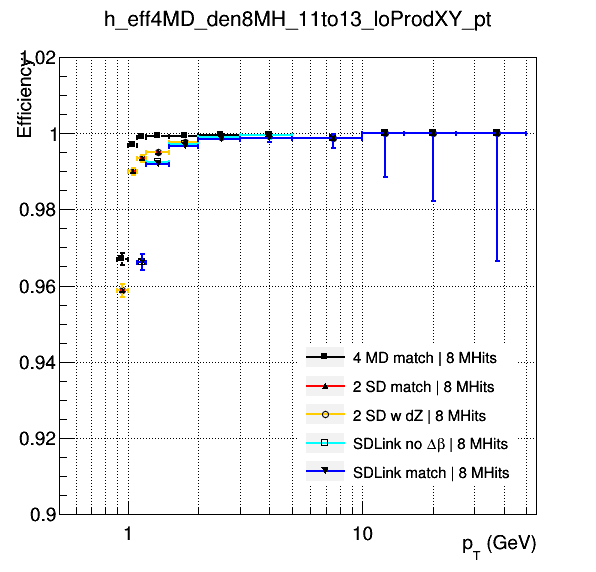 h_eff4MD_den8MH_11to13_loProdXY_pt
Efficiency
1.02
1
0.98
0.96
0.94
0.92
0.9
4 MD match | 8 MHits
2 SD match | 8 MHits
2 SD w dZ | 8 MHits
SDLink no Δβ | 8 MHits
SDLink match | 8 MHits
1
10
p_T (GeV)